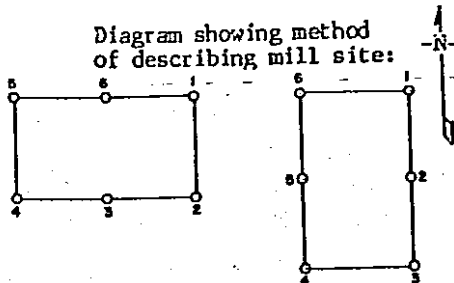 Diagram showing method
of describing mill site:
N
5 6 1
4 3 2
6 1
5 2
4 3